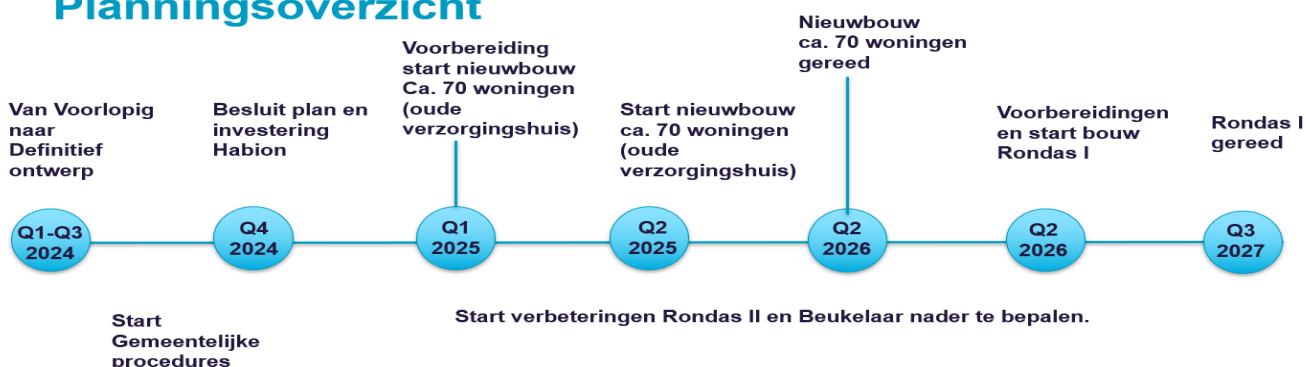 Planningsoverzicht
Van Voorlopig
naar
Definitief
ontwerp
Besluit plan en
investering
Habion
Voorbereiding
start nieuwbouw
Ca. 70 woningen
(oude
verzorgingshuis)
Start nieuwbouw
ca. 70 woningen
(oude
verzorgingshuis)
Nieuwbouw
ca. 70 woningen
gereed
Voorbereidingen
en start bouw
Rondas I
Rondas I
gereed
Q1-Q3
2024
Q4
2024
Q1
2025
Q2
2025
Q2
2026
Q2
2026
Q3
2027
Start
Gemeentelijke
procedures
Start verbeteringen Rondas II en Beukelaar nader te bepalen.